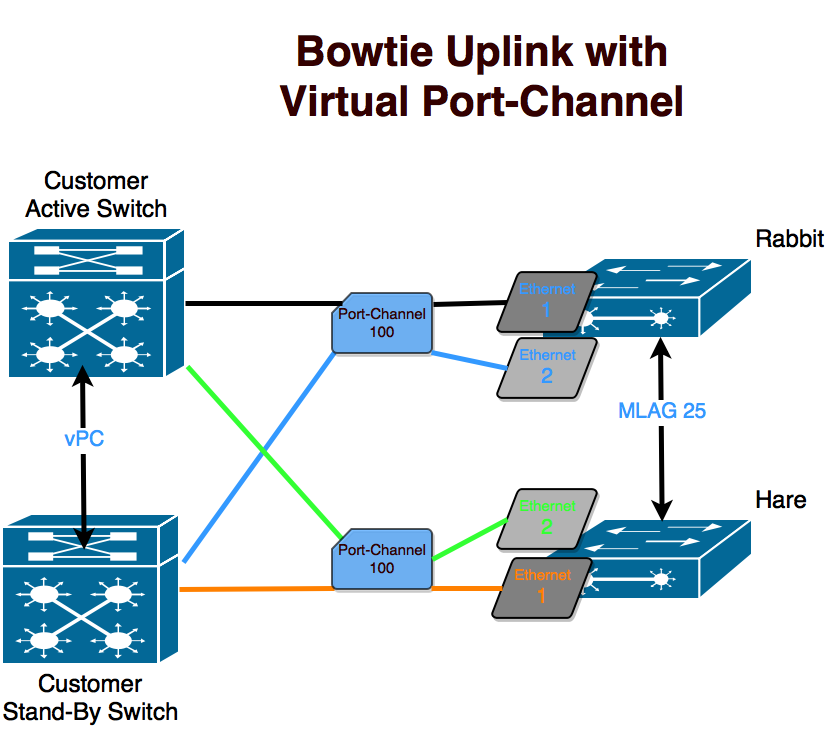 Bowtie Uplink with
Virtual Port-Channel
Customer
Active Switch
Rabbit
Ethernet
1
Port-Channel
100
Ethernet
2
MLAG 25
vPC
Hare
Ethernet
2
Port-Channel
100
Ethernet
1
Customer
Stand-By Switch